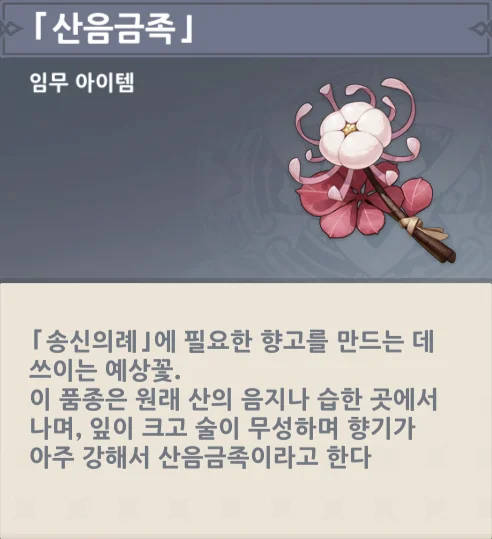 「산음금족」
임무 아이템
「송신의례」에 필요한 향고를 만드는 데
쓰이는 예상꽃.
이 품종은 원래 산의 음지나 습한 곳에서
나며, 잎이 크고 술이 무성하며 향기가
아주 강해서 산음금족이라고 한다